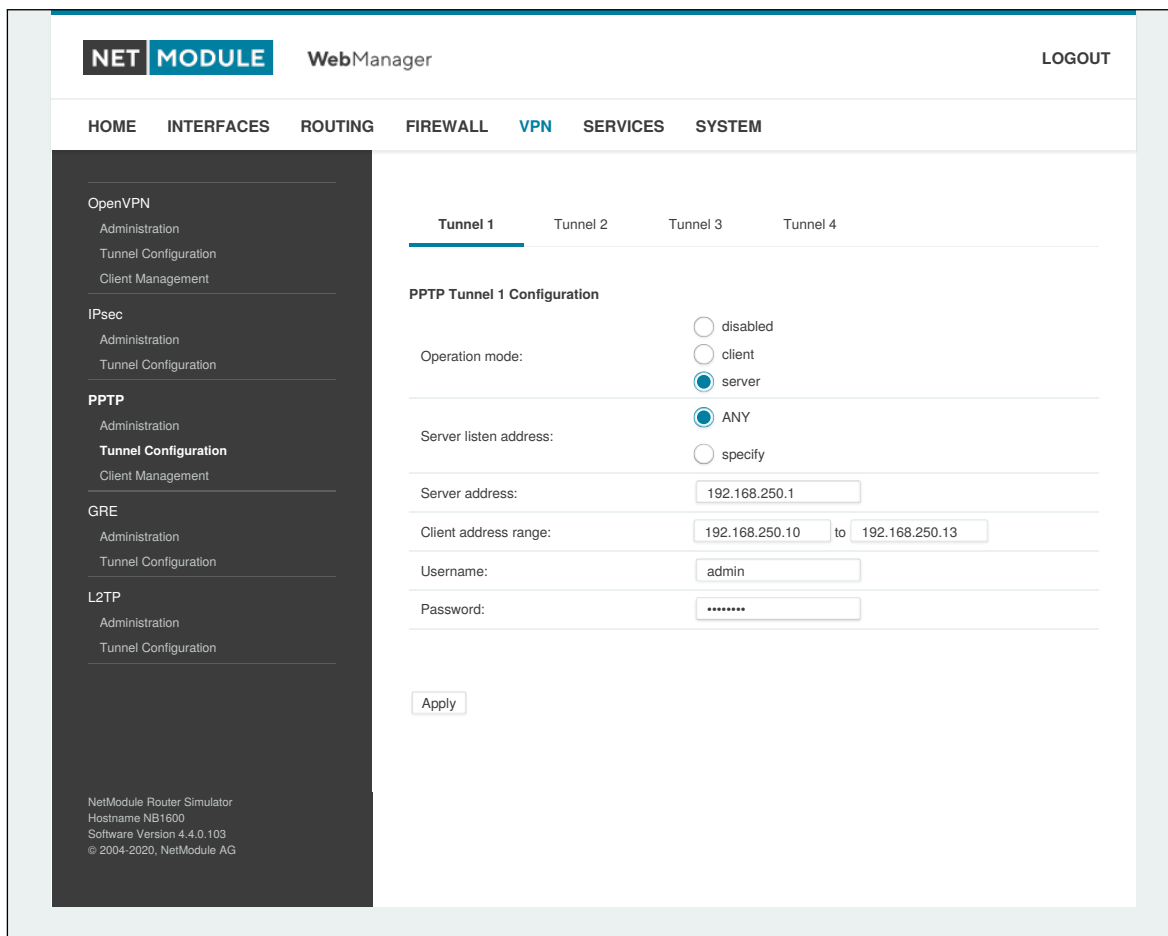 NET MODULE WebManager LOGOUT
HOME INTERFACES ROUTING FIREWALL VPN SERVICES SYSTEM
OpenVPN
Administration
Tunnel Configuration
Client Management
IPsec
Administration
Tunnel Configuration
PPTP
Administration
Tunnel Configuration
Client Management
GRE
Administration
Tunnel Configuration
L2TP
Administration
Tunnel Configuration
NetModule Router Simulator
Hostname NB1600
Software Version 4.4.0.103
© 2004-2020, NetModule AG
Tunnel 1 Tunnel 2 Tunnel 3 Tunnel 4
PPTP Tunnel 1 Configuration
Operation mode:
disabled
client
server
Server listen address:
ANY
specify
Server address: 192.168.250.1
Client address range: 192.168.250.10 to 192.168.250.13
Username: admin
Password: ••••••••
Apply